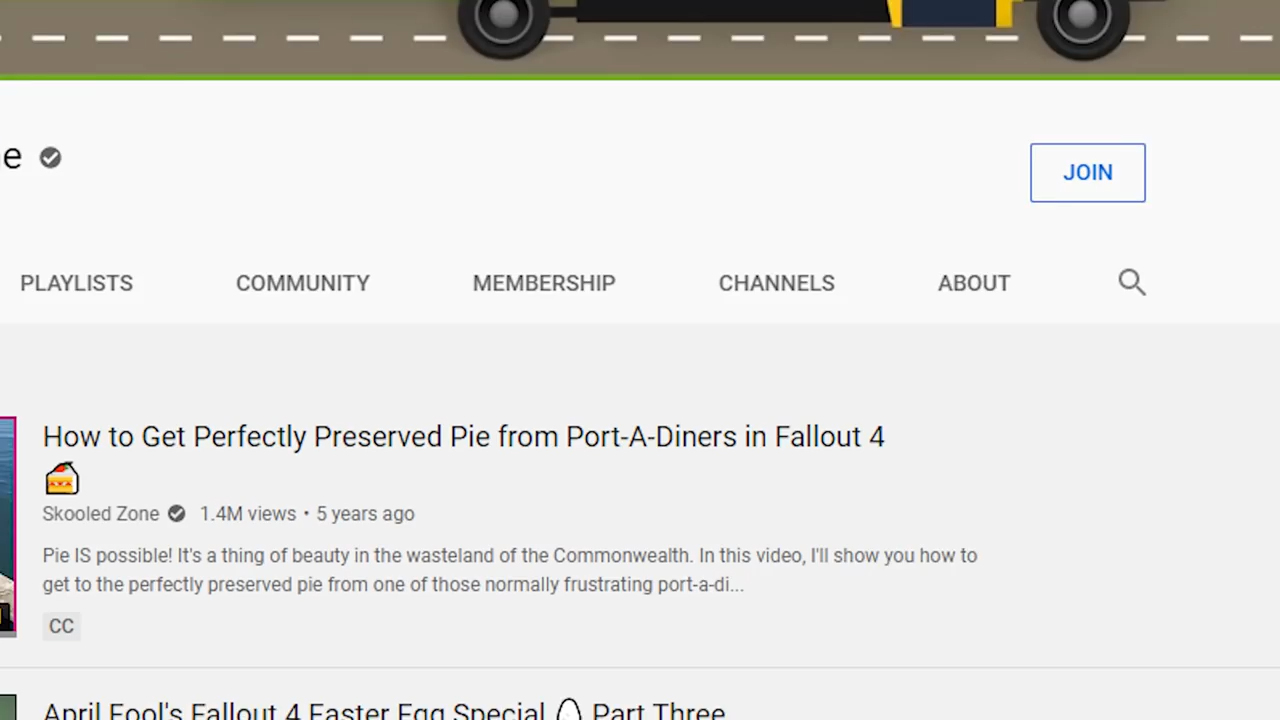 JOIN
PLAYLISTS COMMUNITY MEMBERSHIP CHANNELS ABOUT
How to Get Perfectly Preserved Pie from Port-A-Diners in Fallout 4
🍰
Skooled Zone 1.4M views • 5 years ago
Pie IS possible! It's a thing of beauty in the wasteland of the Commonwealth. In this video, I'll show you how to
get to the perfectly preserved pie from one of those normally frustrating port-a-di...
CC
April Fool's Fallout 4 Easter Egg Special 🥚 Part Three